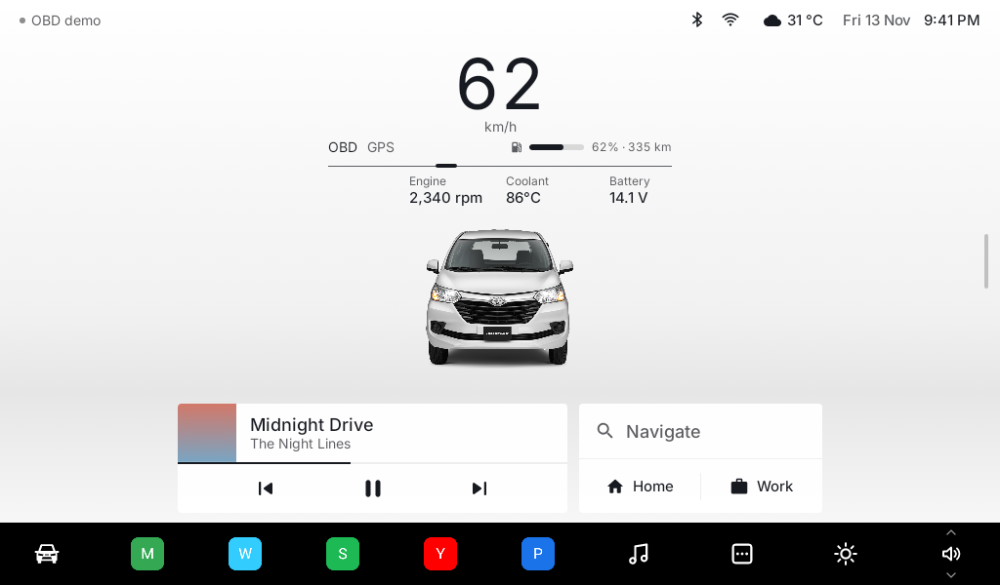 OBD demo
31 °C
Fri 13 Nov
9:41 PM
62
km/h
OBD GPS
62% · 335 km
Engine Coolant Battery
2,340 rpm 86°C 14.1 V
Midnight Drive
The Night Lines
Navigate
Home
Work
M W S Y P